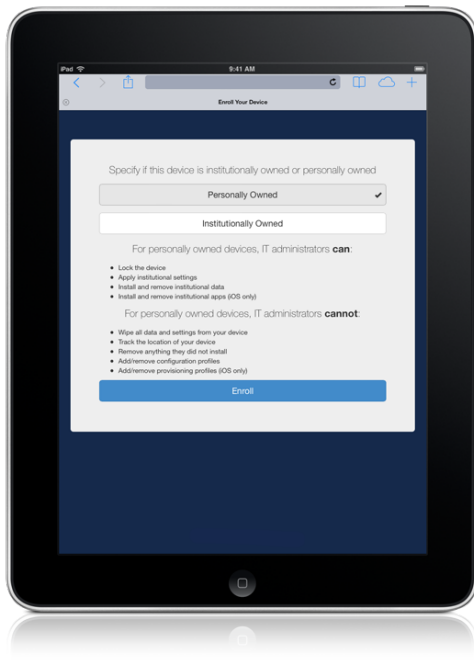 iPad
9:41 AM
Enroll Your Device
Specify if this device is institutionally owned or personally owned
Personally Owned
Institutionally Owned
For personally owned devices, IT administrators can:
Lock the device
Apply institutional settings
Install and remove institutional data
Install and remove institutional apps (iOS only)
For personally owned devices, IT administrators cannot:
Wipe all data and settings from your device
Track the location of your device
Remove anything they did not install
Add/remove configuration profiles
Add/remove provisioning profiles (iOS only)
Enroll